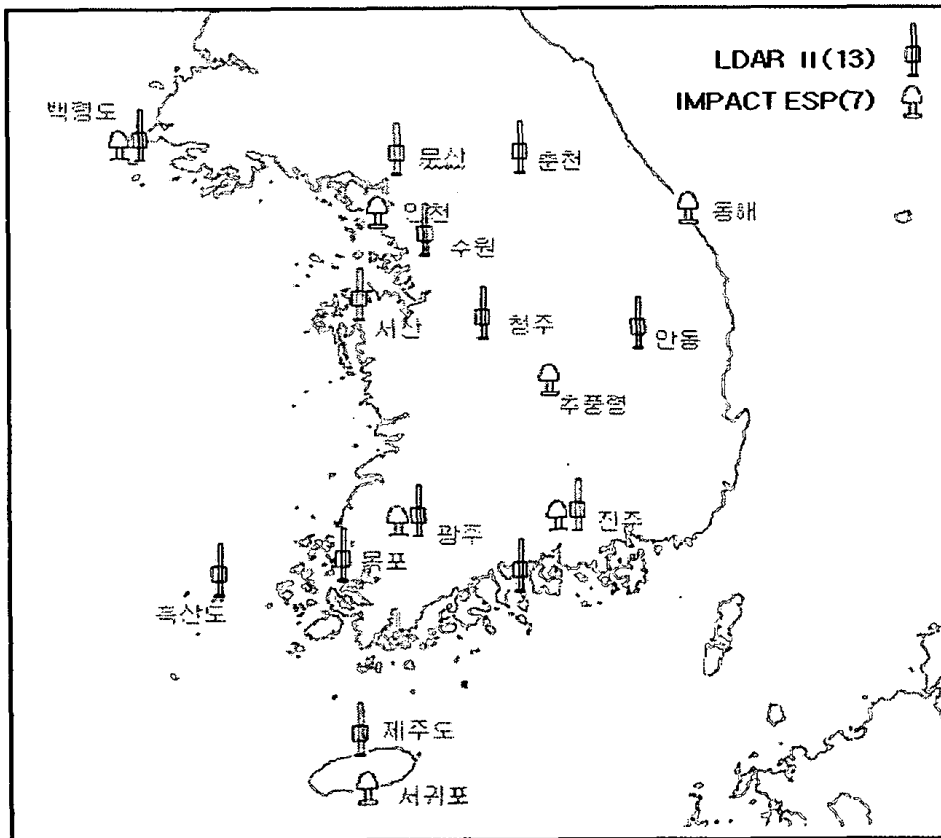 LDAR II(13)
IMPACT ESP(7)
백령도
문산
춘천
인천
동해
수원
서산
청주
안동
추풍령
광주
진주
목포
흑산도
제주도
서귀포